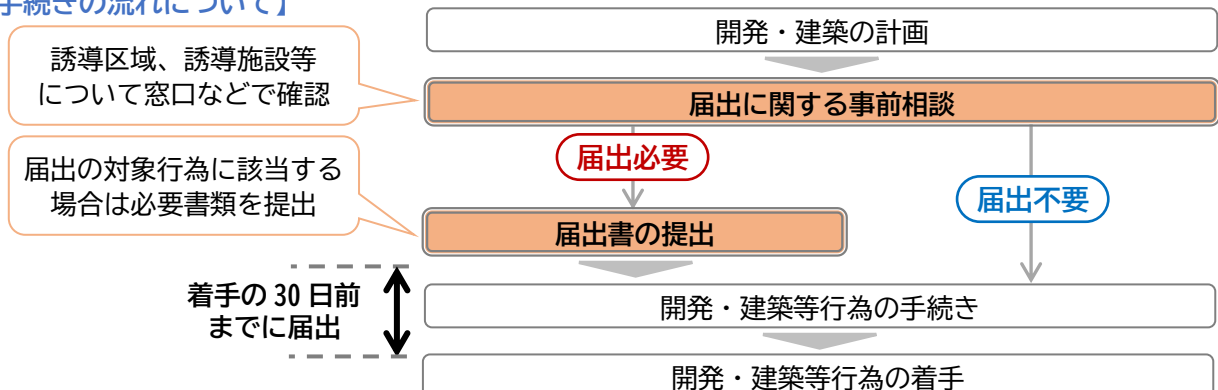 手続きの流れについて】
開発・建築の計画
誘導区域、誘導施設等
について窓口などで確認
届出に関する事前相談
届出必要
届出不要
届出の対象行為に該当する
場合は必要書類を提出
届出書の提出
着手の 30 日前
までに届出
開発・建築等行為の手続き
開発・建築等行為の着手